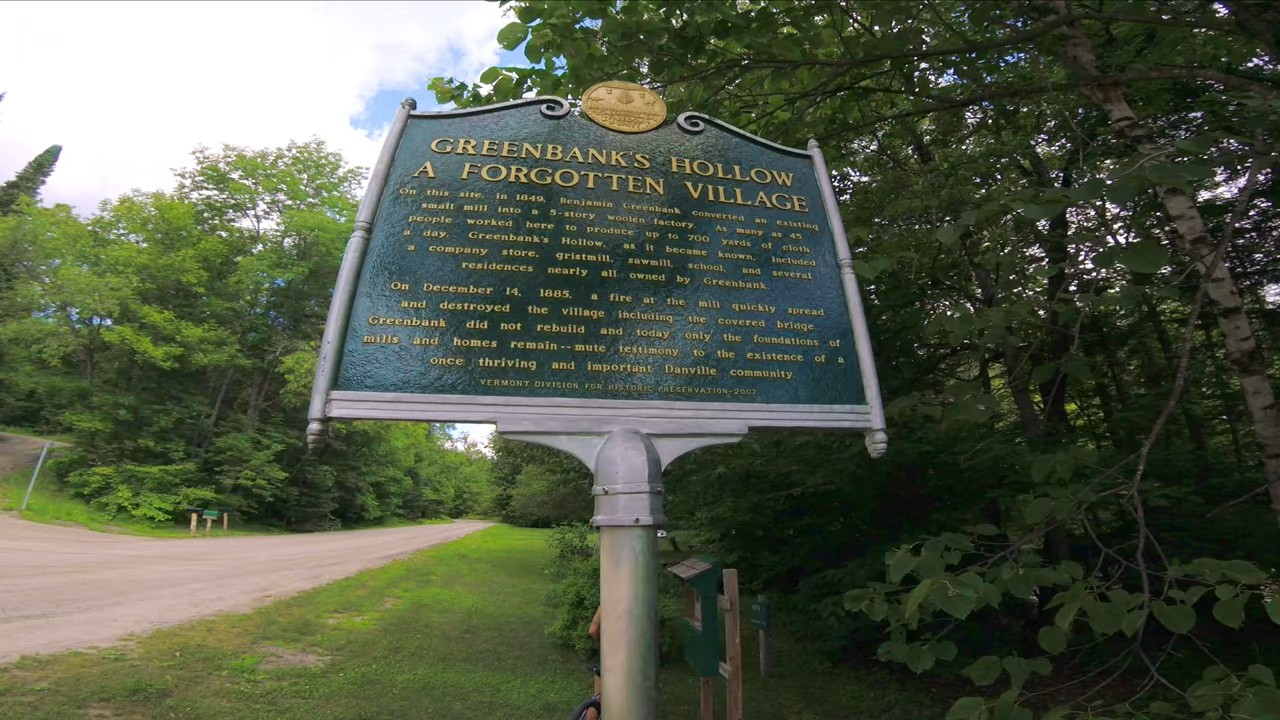 GREENBANK'S HOLLOW
A FORGOTTEN VILLAGE
On this site, in 1849, Benjamin Greenbank converted an existing
small mill into a 5-story woolen factory. As many as 45
people worked here to produce up to 700 yards of cloth
a day. Greenbank's Hollow, as it became known, included
a company store, gristmill, sawmill, school, and several
residences nearly all owned by Greenbank.
On December 14, 1885, a fire at the mill quickly spread
and destroyed the village including the covered bridge.
Greenbank did not rebuild and today only the foundations of
mills and homes remain--mute testimony to the existence of a
once thriving and important Danville community.
VERMONT DIVISION FOR HISTORIC PRESERVATION-2007